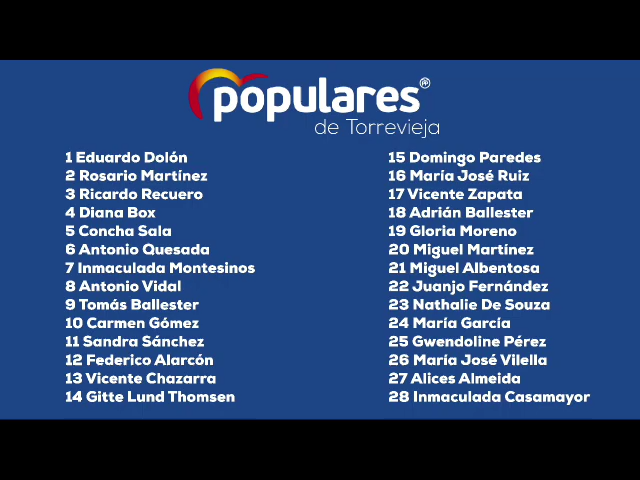 populares
de Torrevieja
1 Eduardo Dolón
2 Rosario Martínez
3 Ricardo Recuero
4 Diana Box
5 Concha Sala
6 Antonio Quesada
7 Inmaculada Montesinos
8 Antonio Vidal
9 Tomás Ballester
10 Carmen Gómez
11 Sandra Sánchez
12 Federico Alarcón
13 Vicente Chazarra
14 Gitte Lund Thomsen
15 Domingo Paredes
16 María José Ruiz
17 Vicente Zapata
18 Adrián Ballester
19 Gloria Moreno
20 Miguel Martínez
21 Miguel Albentosa
22 Juanjo Fernández
23 Nathalie De Souza
24 María García
25 Gwendoline Pérez
26 María José Vilella
27 Alices Almeida
28 Inmaculada Casamayor